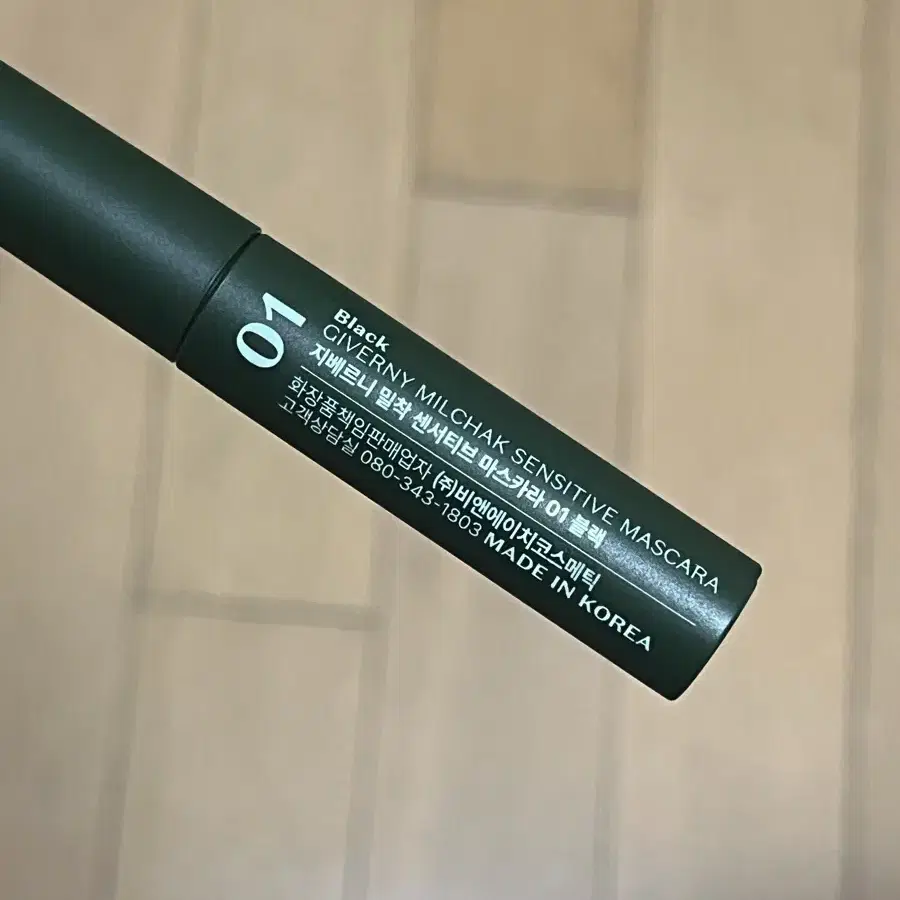 01
Black
GIVERNY MILCHAK SENSITIVE MASCARA
지베르니 밀착 센서티브 마스카라 01 블랙
화장품책임판매업자 (주)비앤에이치코스메틱
고객상담실 080-343-1803 MADE IN KOREA